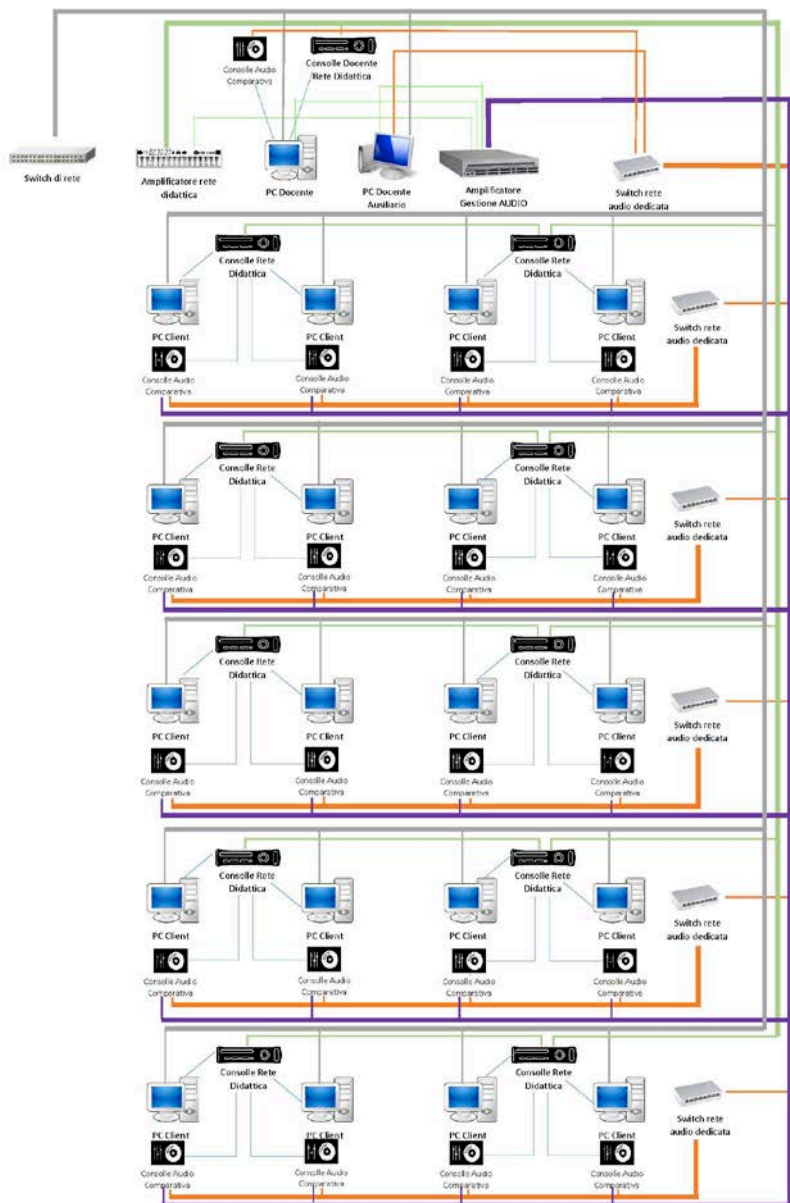 Consolle Audio
Comparativa
Consolle Docente
Rete Didattica
Switch di rete
Amplificatore rete
didattica
PC Docente
PC Docente
Ausiliario
Amplificatore
Gestione AUDIO
Switch rete
audio dedicata
Consolle Rete
Didattica
Consolle Rete
Didattica
PC Client
PC Client
PC Client
PC Client
Switch rete
audio dedicata
Consolle Audio
Comparativa
Consolle Audio
Comparativa
Consolle Audio
Comparativa
Consolle Audio
Comparativa
Consolle Rete
Didattica
Consolle Rete
Didattica
PC Client
PC Client
PC Client
PC Client
Switch rete
audio dedicata
Consolle Audio
Comparativa
Consolle Audio
Comparativa
Consolle Audio
Comparativa
Consolle Audio
Comparativa
Consolle Rete
Didattica
Consolle Rete
Didattica
PC Client
PC Client
PC Client
PC Client
Switch rete
audio dedicata
Consolle Audio
Comparativa
Consolle Audio
Comparativa
Consolle Audio
Comparativa
Consolle Audio
Comparativa
Consolle Rete
Didattica
Consolle Rete
Didattica
PC Client
PC Client
PC Client
PC Client
Switch rete
audio dedicata
Consolle Audio
Comparativa
Consolle Audio
Comparativa
Consolle Audio
Comparativa
Consolle Audio
Comparativa
Consolle Rete
Didattica
Consolle Rete
Didattica
PC Client
PC Client
PC Client
PC Client
Switch rete
audio dedicata
Consolle Audio
Comparativa
Consolle Audio
Comparativa
Consolle Audio
Comparativa
Consolle Audio
Comparativa